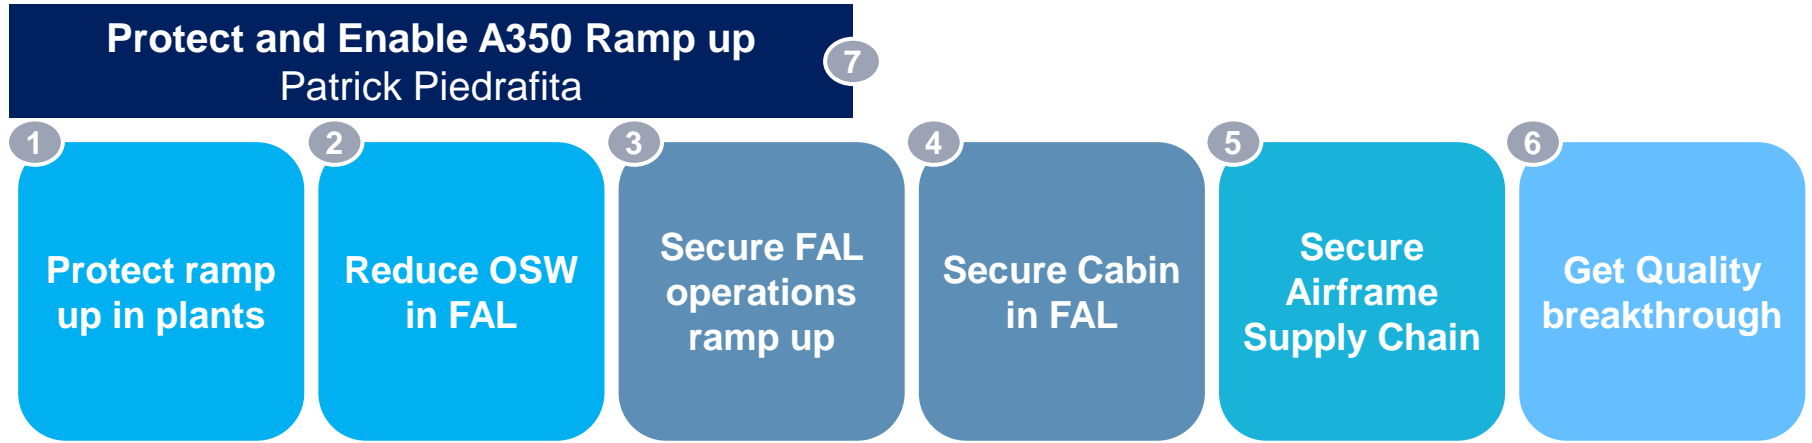 Protect and Enable A350 Ramp up
Patrick Piedrafita
7
1
Protect ramp
up in plants
2
Reduce OSW
in FAL
3
Secure FAL
operations
ramp up
4
Secure Cabin
in FAL
5
Secure
Airframe
Supply Chain
6
Get Quality
breakthrough